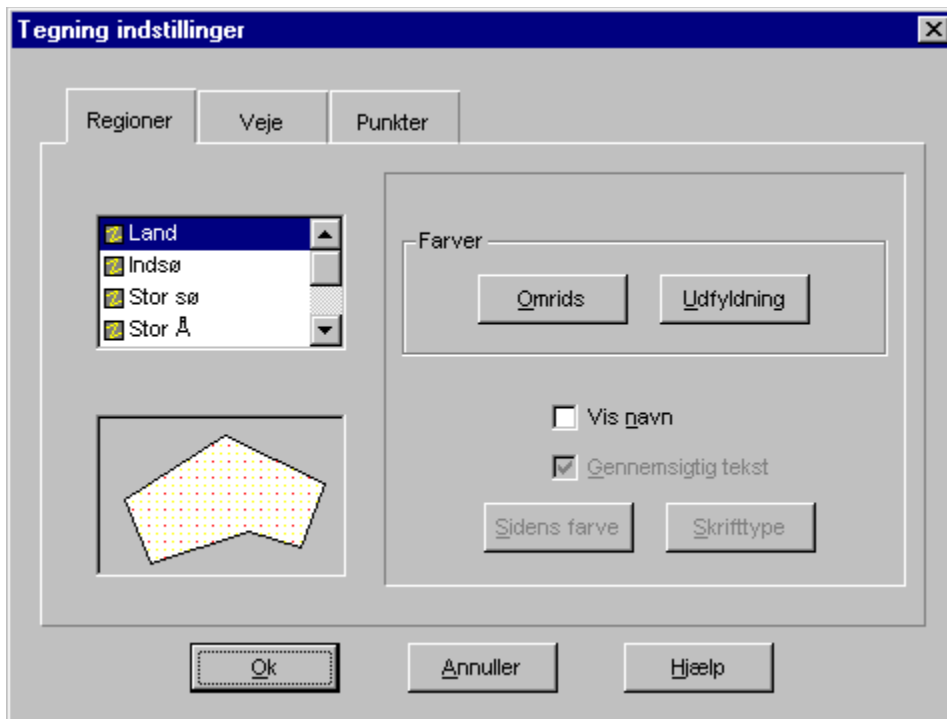 Tegning indstillinger
Regioner
Veje
Punkter
Land
Indsø
Stor sø
Stor Å
Farver
Omrids
Udfyldning
Vis navn
Gennemsigtig tekst
Sidens farve
Skrifttype
Ok
Annuller
Hjælp